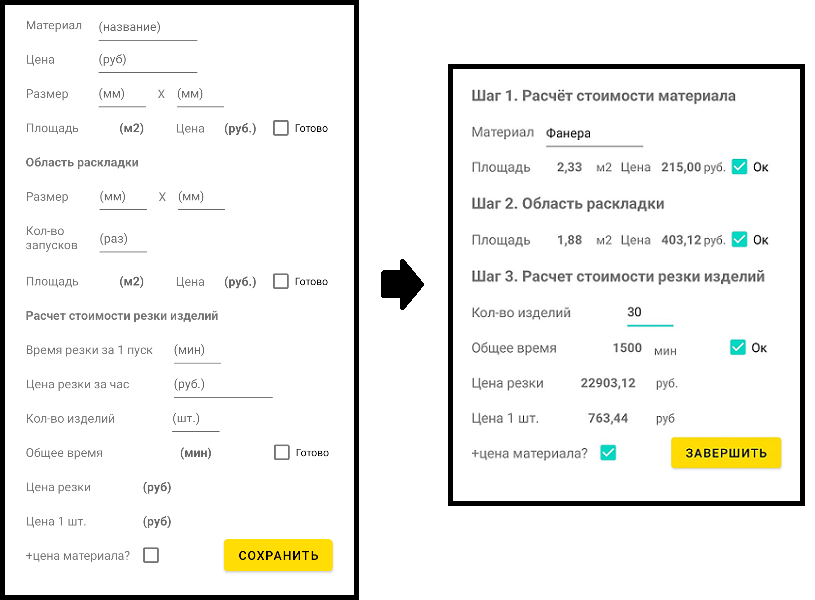 Материал (название)
Цена (руб)
Размер (мм) X (мм)
Площадь (м2) Цена (руб.) Готово
Область раскладки
Размер (мм) X (мм)
Кол-во
запусков (раз)
Площадь (м2) Цена (руб.) Готово
Расчет стоимости резки изделий
Время резки за 1 пуск (мин)
Цена резки за час (руб.)
Кол-во изделий (шт.)
Общее время (мин) Готово
Цена резки (руб)
Цена 1 шт. (руб)
+цена материала? СОХРАНИТЬ
Шаг 1. Расчёт стоимости материала
Материал Фанера
Площадь 2,33 м2 Цена 215,00 руб. Ок
Шаг 2. Область раскладки
Площадь 1,88 м2 Цена 403,12 руб. Ок
Шаг 3. Расчет стоимости резки изделий
Кол-во изделий 30
Общее время 1500 мин Ок
Цена резки 22903,12 руб.
Цена 1 шт. 763,44 руб
+цена материала? ЗАВЕРШИТЬ